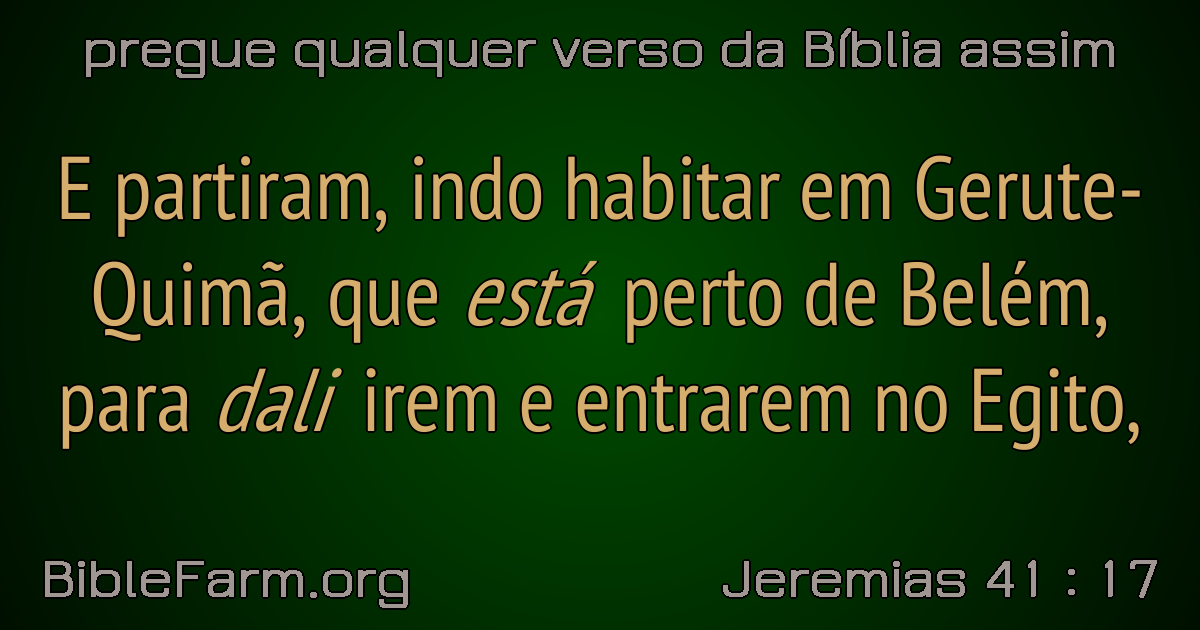 pregue qualquer verso da Bíblia assim
E partiram, indo habitar em Gerute-
Quimã, que está perto de Belém,
para dali irem e entrarem no Egito,
BibleFarm.org
Jeremias 41 : 17